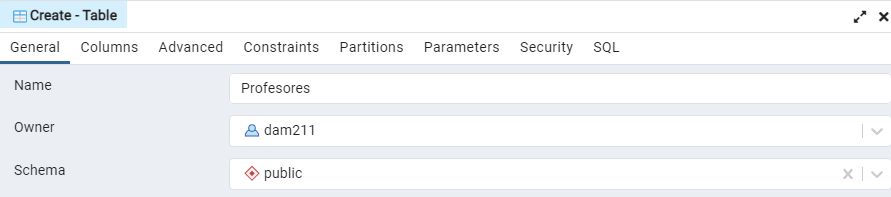 Create - Table
General Columns Advanced Constraints Partitions Parameters Security SQL
Name Profesores
Owner dam211
Schema public